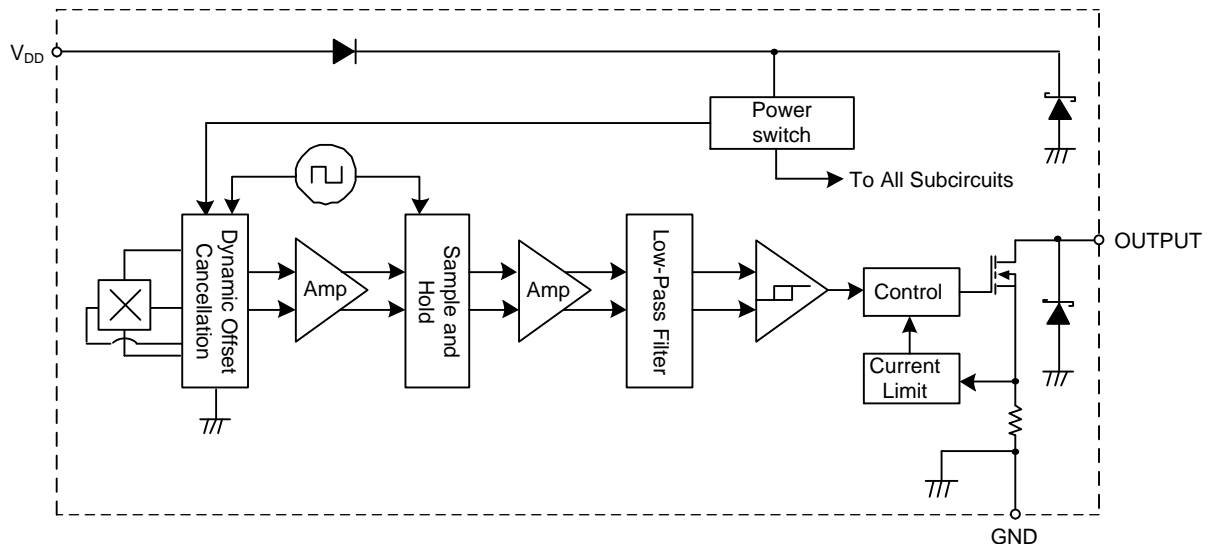 VDD
Power
switch
To All Subcircuits
Dynamic Offset
Cancellation
Amp
Sample and
Hold
Amp
Low-Pass Filter
Control
Current
Limit
OUTPUT
GND